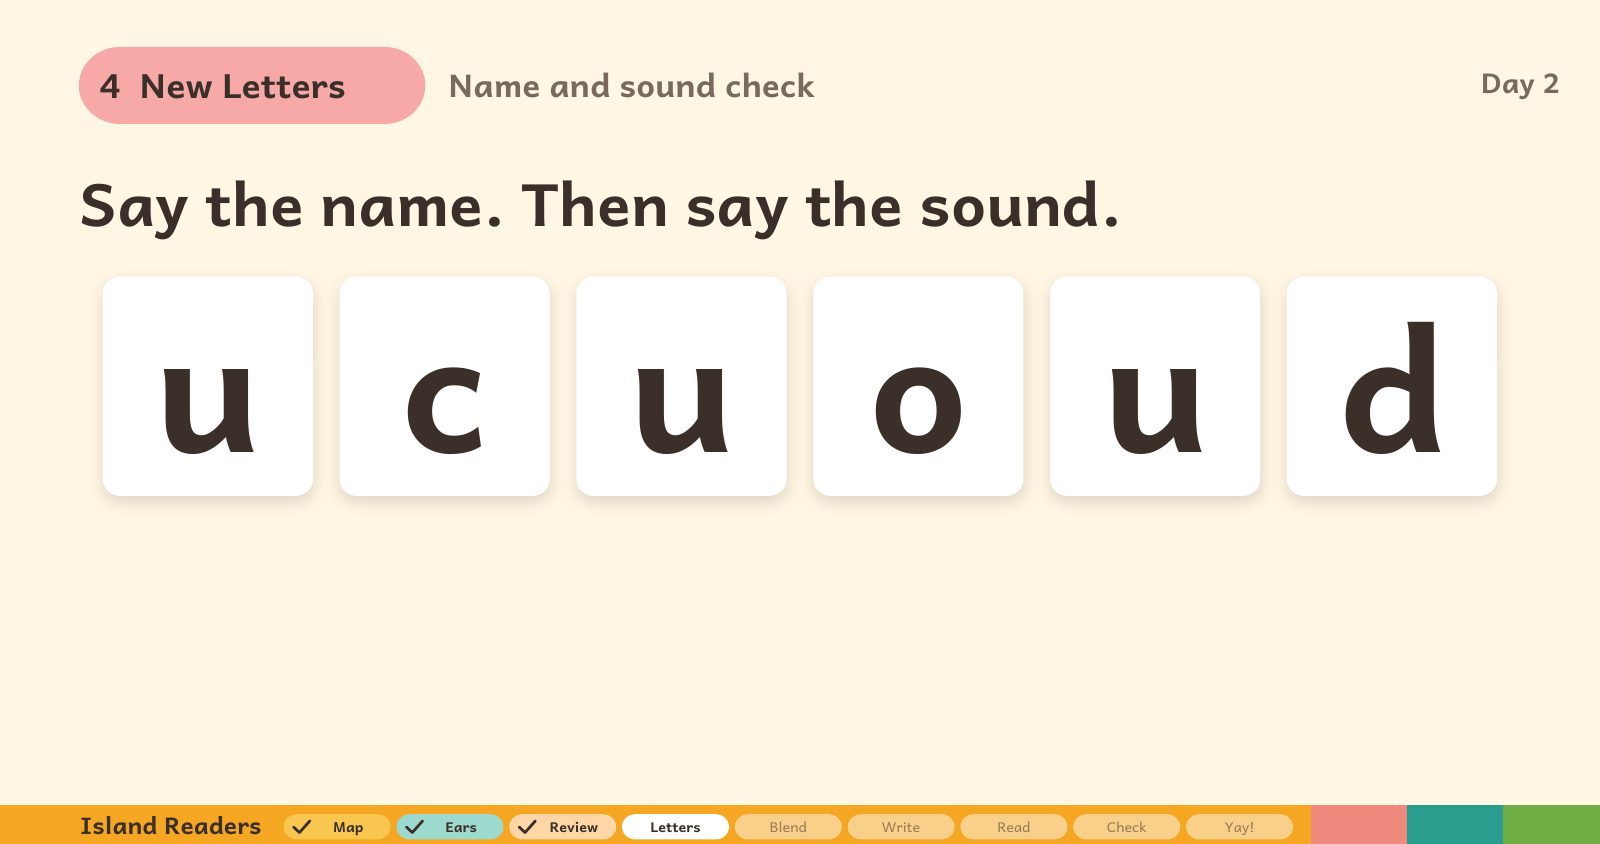 4 New Letters
Name and sound check
Day 2
Say the name. Then say the sound.
u c u o u d
Island Readers Map Ears Review Letters Blend Write Read Check Yay!